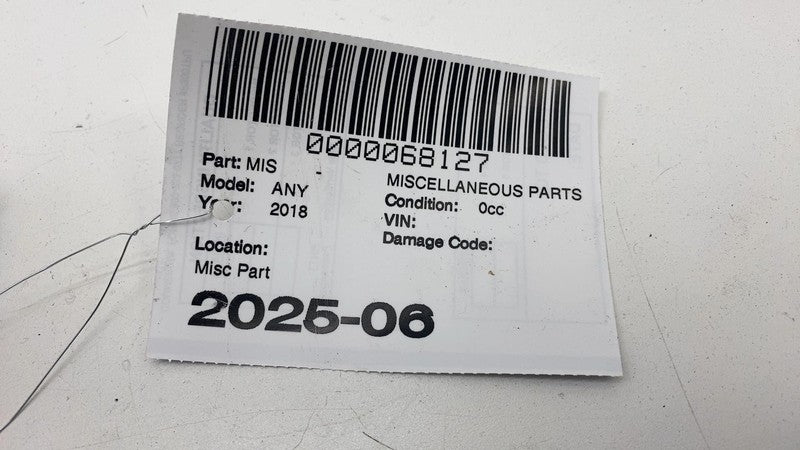 0000068127
Part: MIS
MISCELLANEOUS PARTS
Model: ANY
Condition: 0cc
Year: 2018
VIN:
Damage Code:
Location:
Misc Part
2025-06